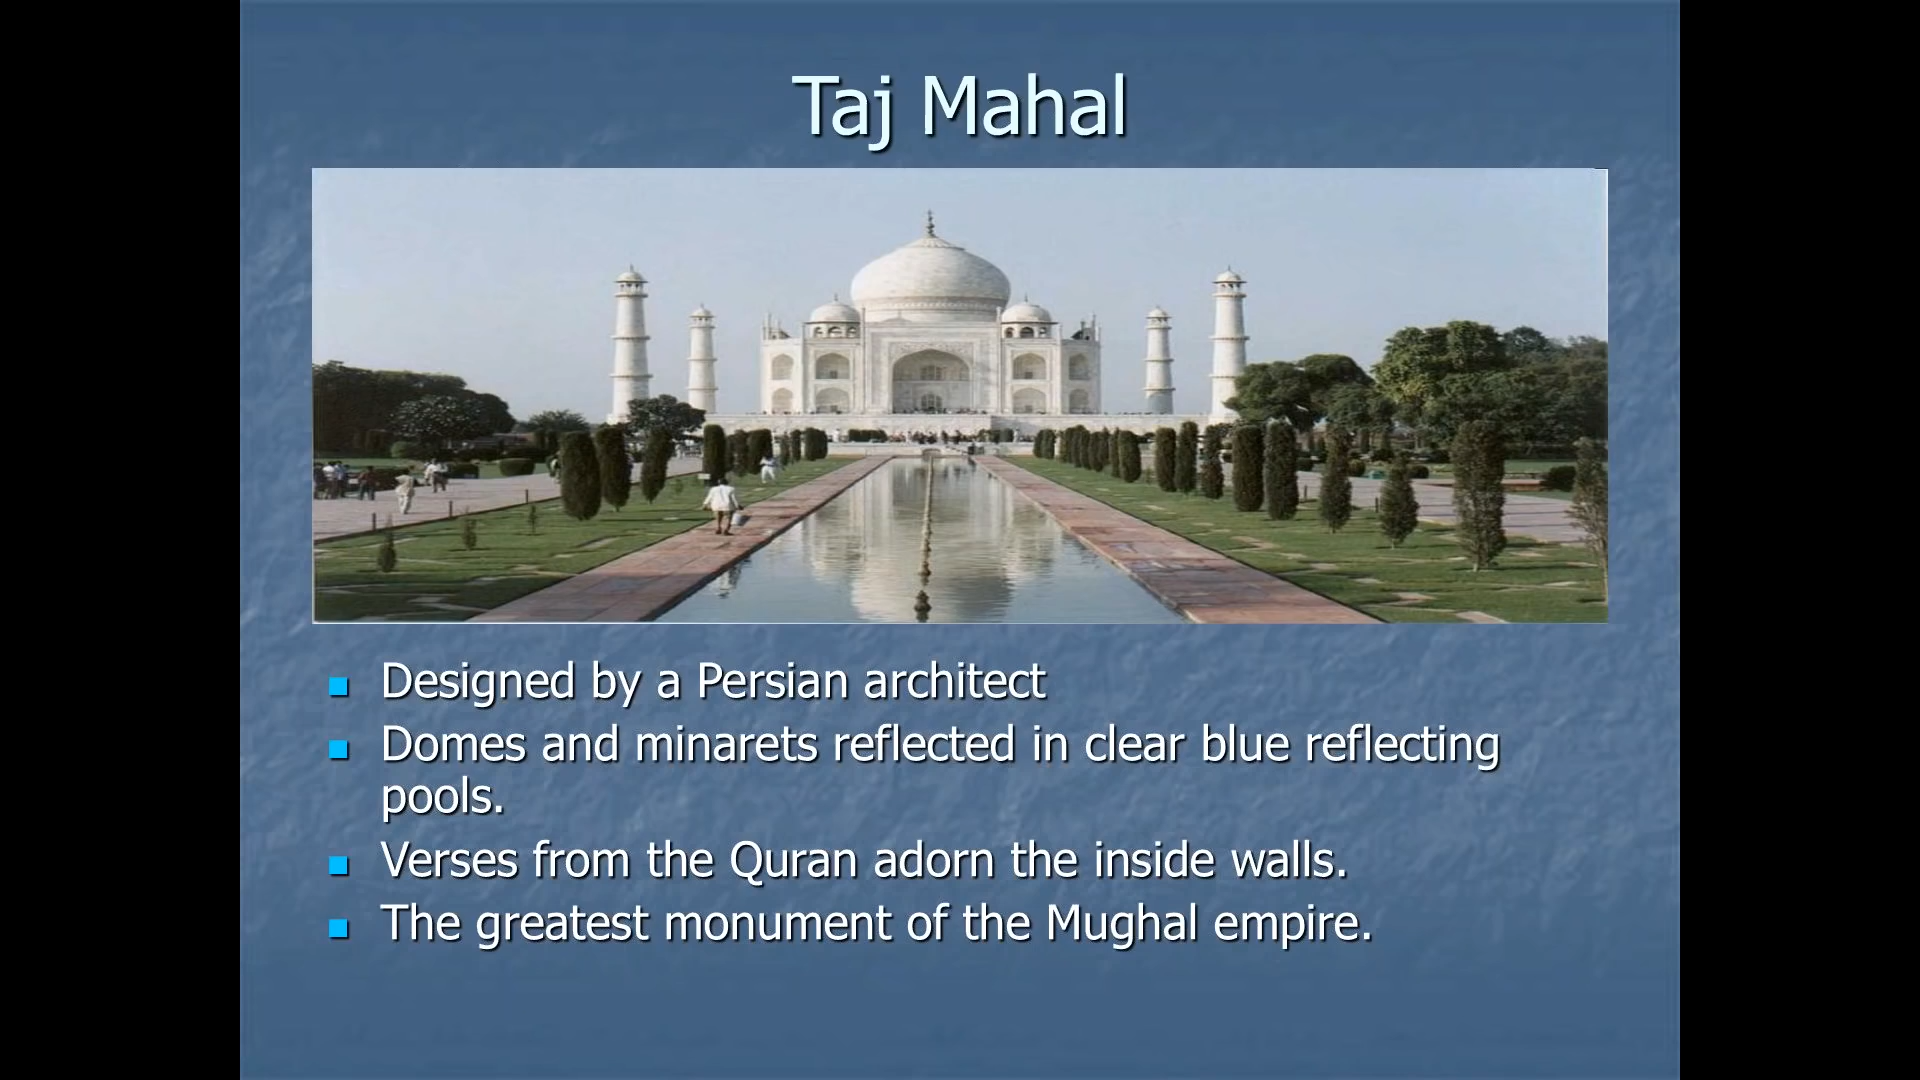 Taj Mahal
Designed by a Persian architect
Domes and minarets reflected in clear blue reflecting
pools.
Verses from the Quran adorn the inside walls.
The greatest monument of the Mughal empire.